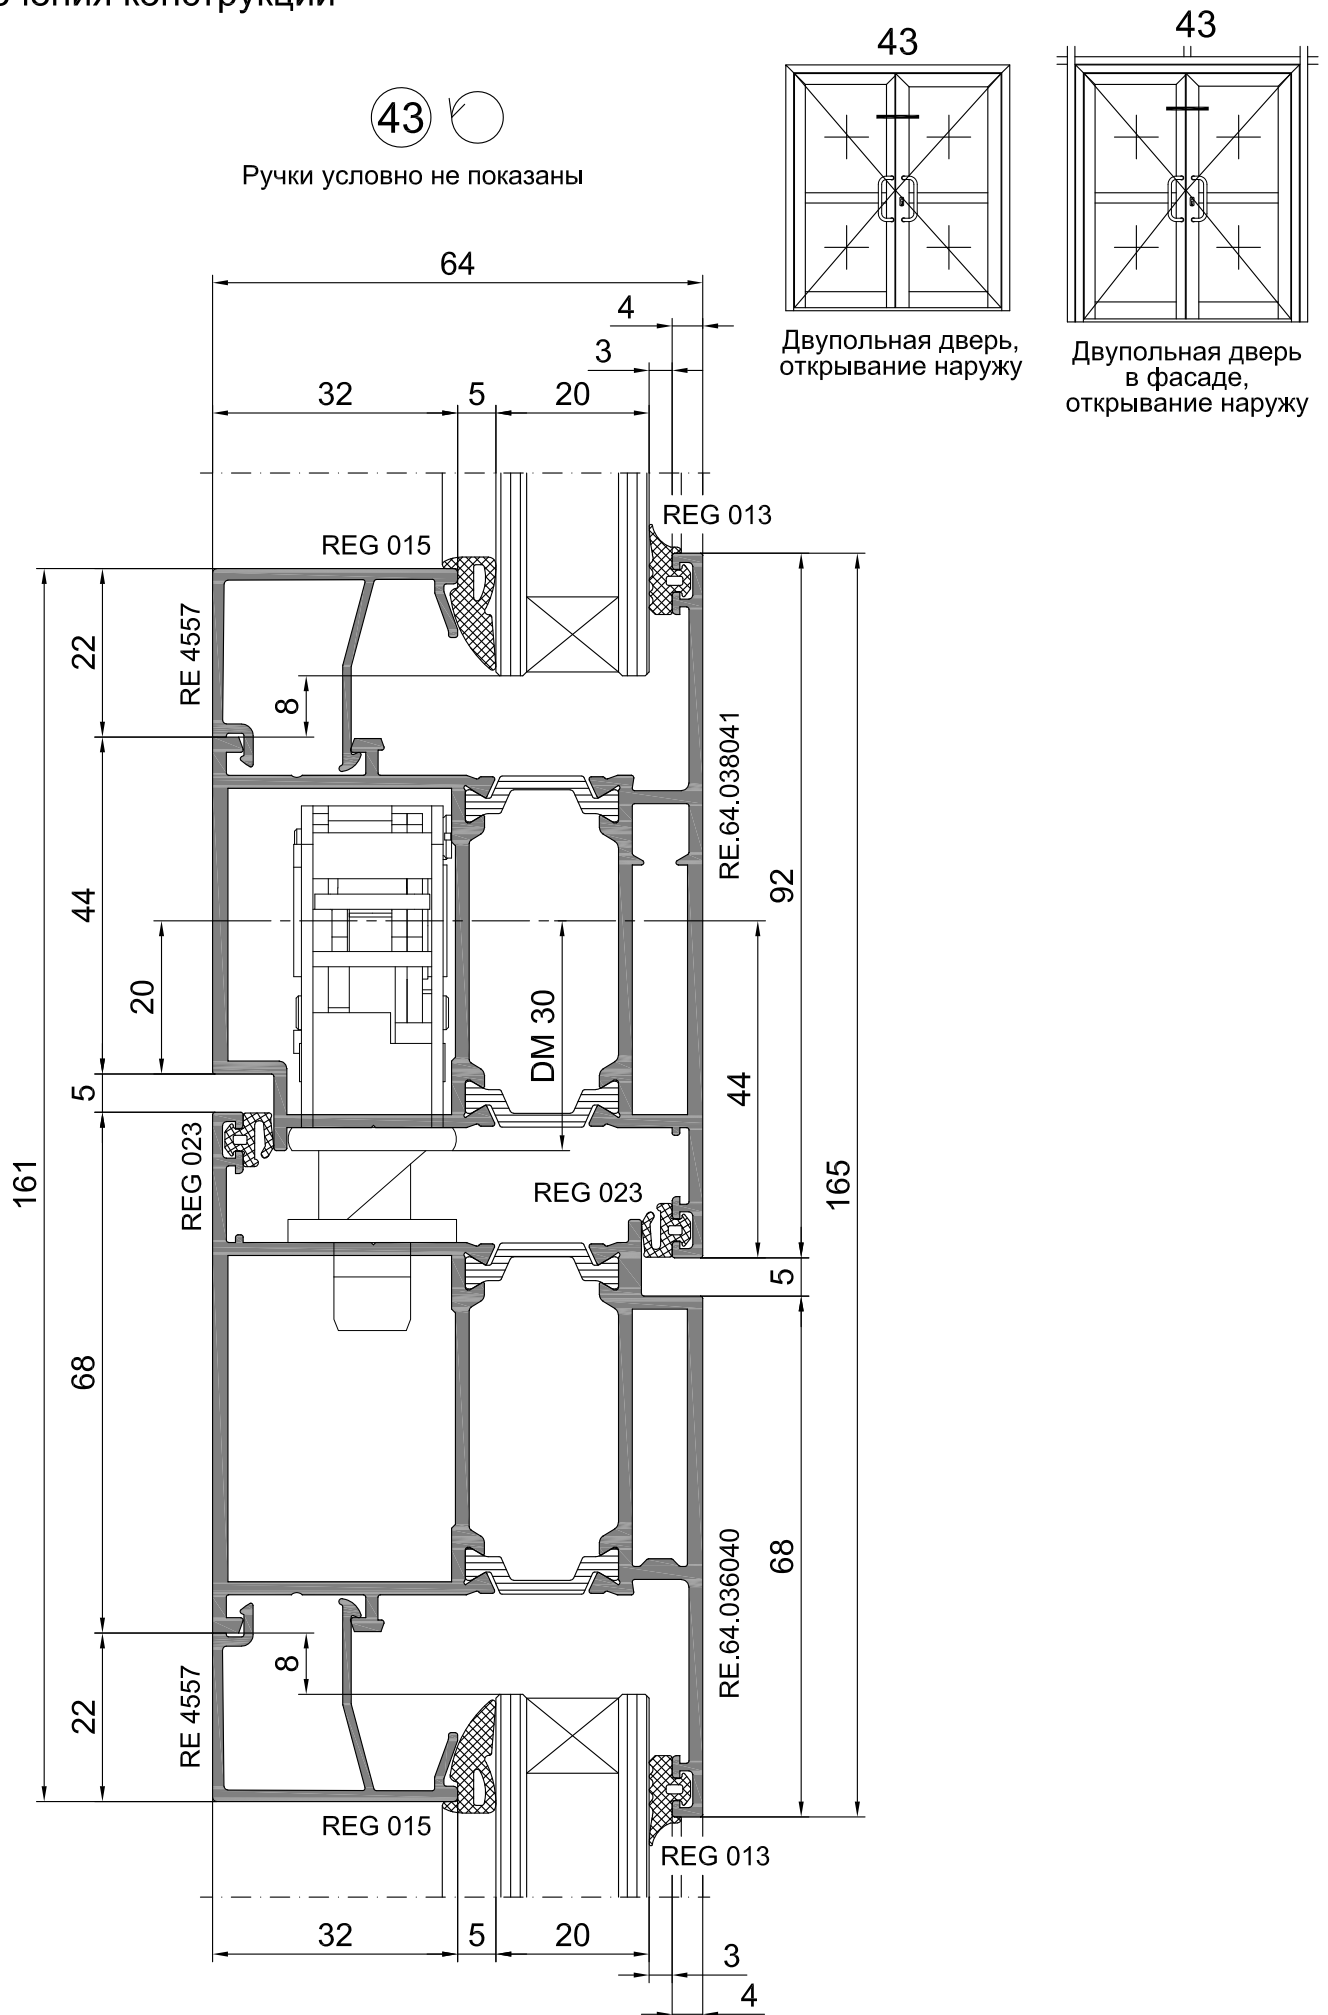 чения конструкции
43
43
43
Ручки условно не показаны
Двупольная дверь,
открывание наружу
Двупольная дверь
в фасаде,
открывание наружу
64
4
3
32
5
20
REG 013
REG 015
RE 4557
22
8
RE.64.038041
92
44
20
DM 30
44
5
REG 023
161
REG 023
165
5
68
68
RE.64.036040
8
RE 4557
22
REG 015
REG 013
32
5
20
3
4